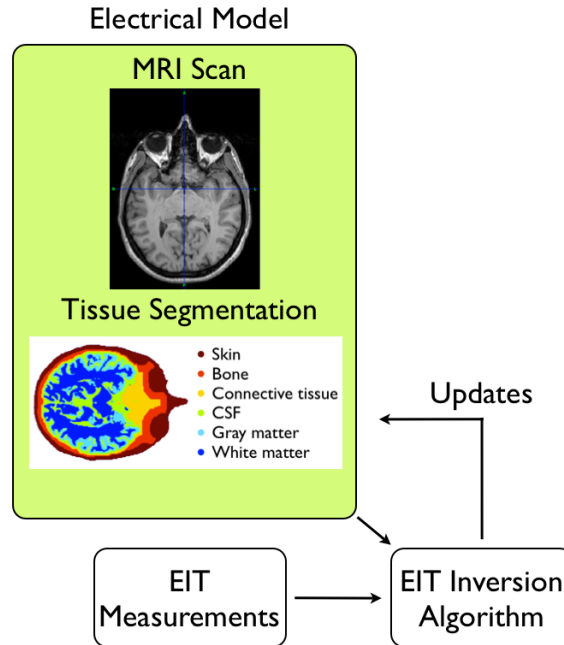 Electrical Model
MRI Scan
Tissue Segmentation
Skin
Bone
Connective tissue
CSF
Gray matter
White matter
Updates
EIT
Measurements
EIT Inversion
Algorithm